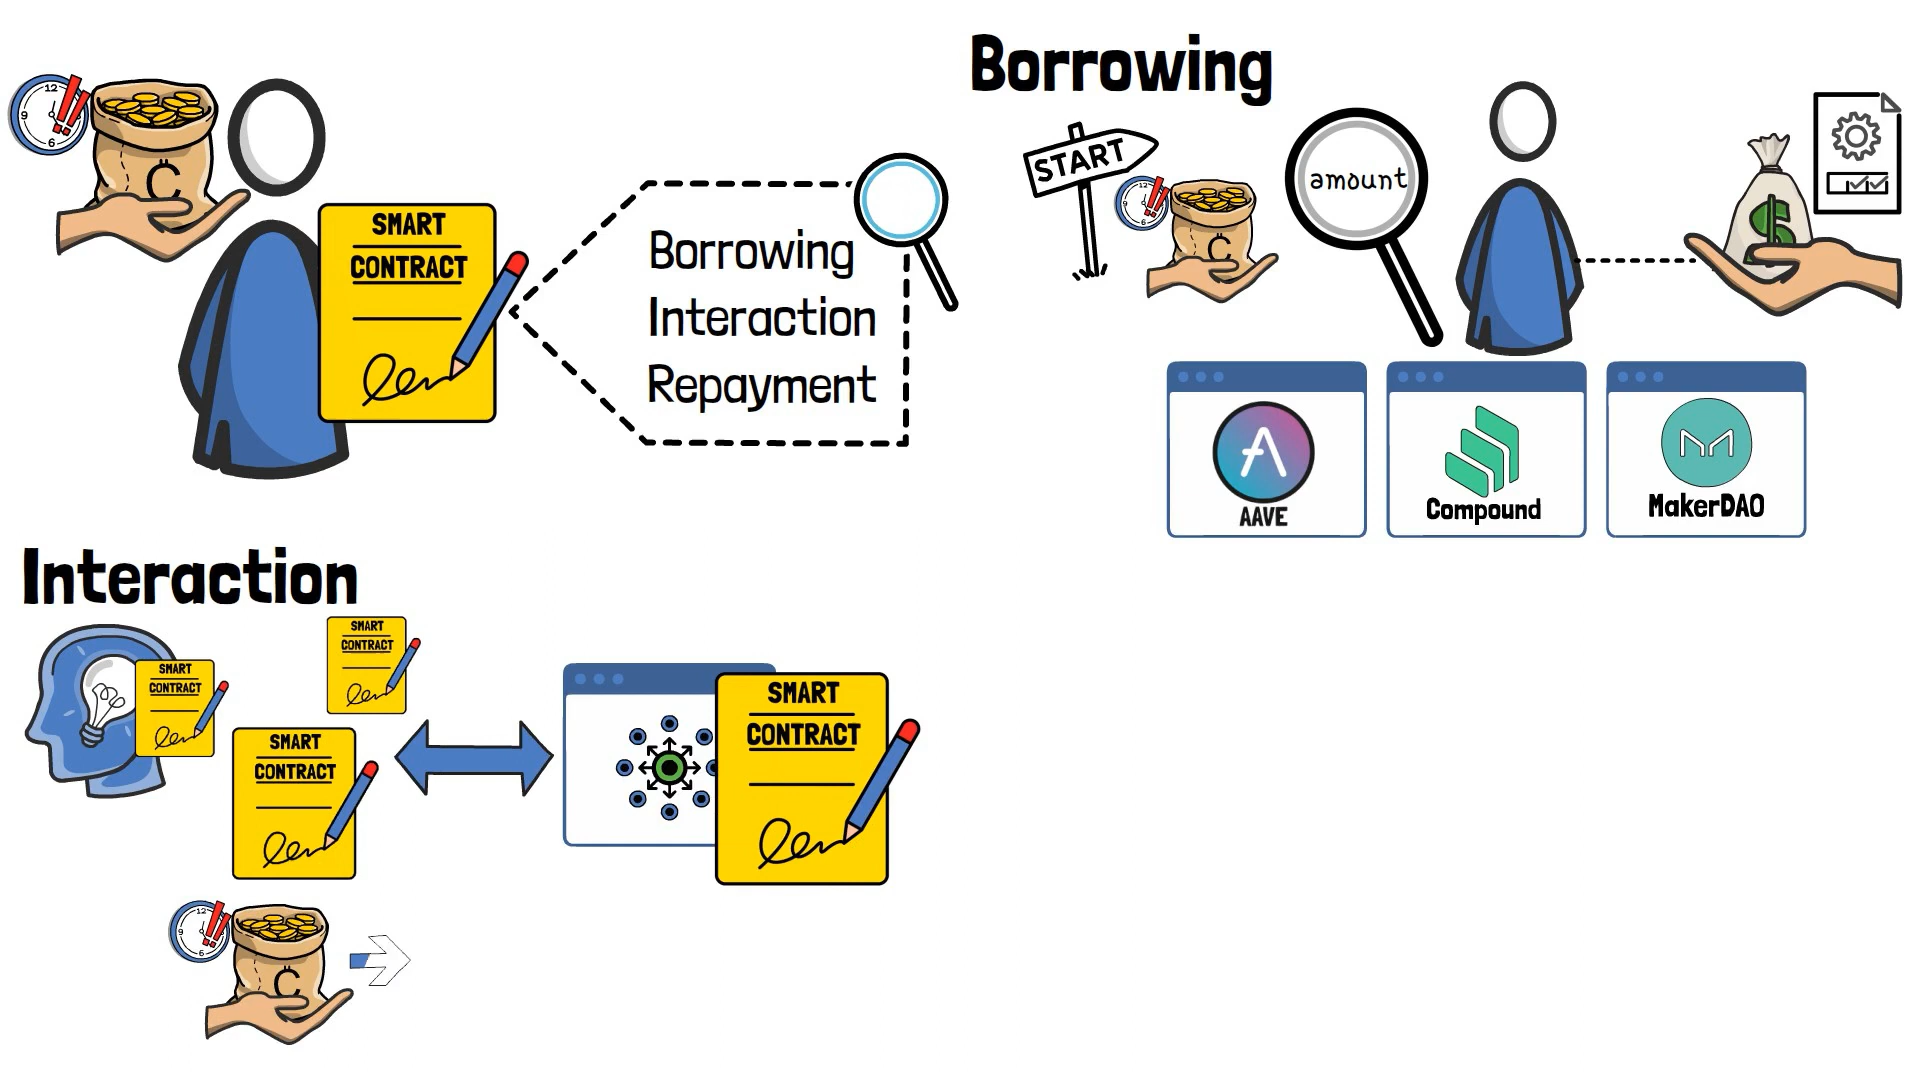 SMART
CONTRACT
Borrowing
Interaction
Repayment
Borrowing
START
amount
AAVE
Compound
MakerDAO
Interaction
SMART
CONTRACT
SMART
CONTRACT
SMART
CONTRACT
SMART
CONTRACT